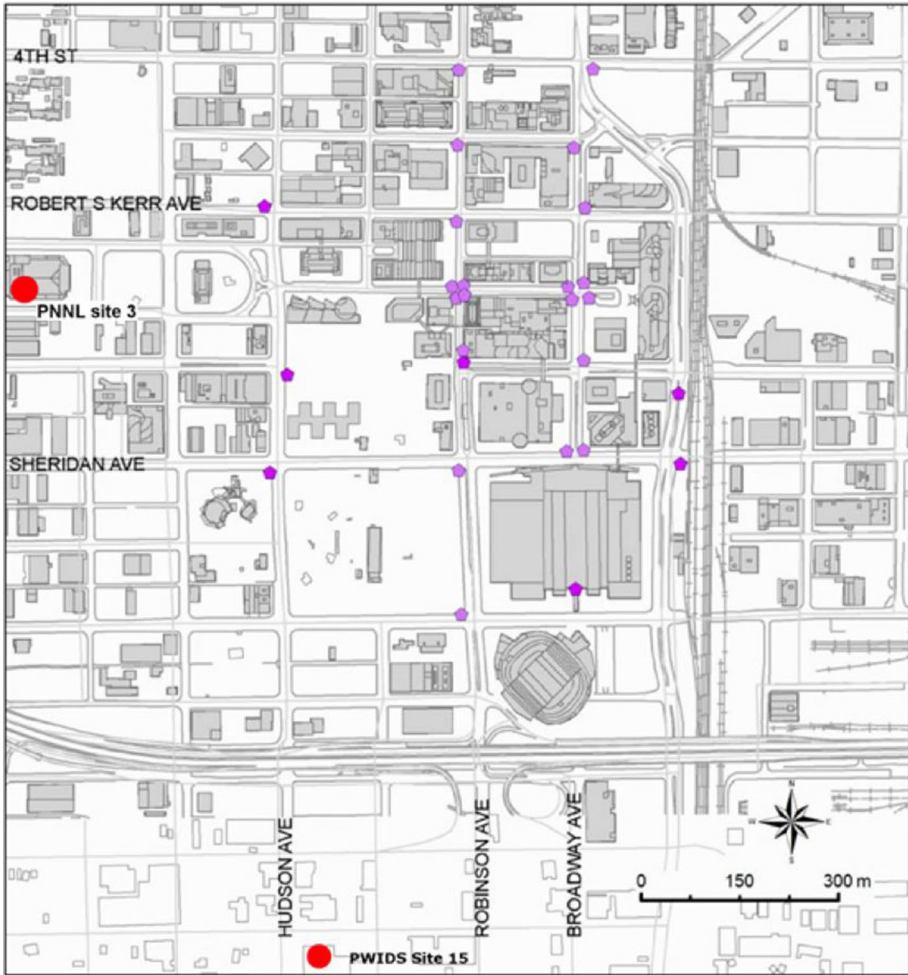 4TH ST
ROBERT S KERR AVE
PNNL site 3
SHERIDAN AVE
HUDSON AVE
ROBINSON AVE
BROADWAY AVE
N
W E
S
0 150 300 m
PWIDS Site 15